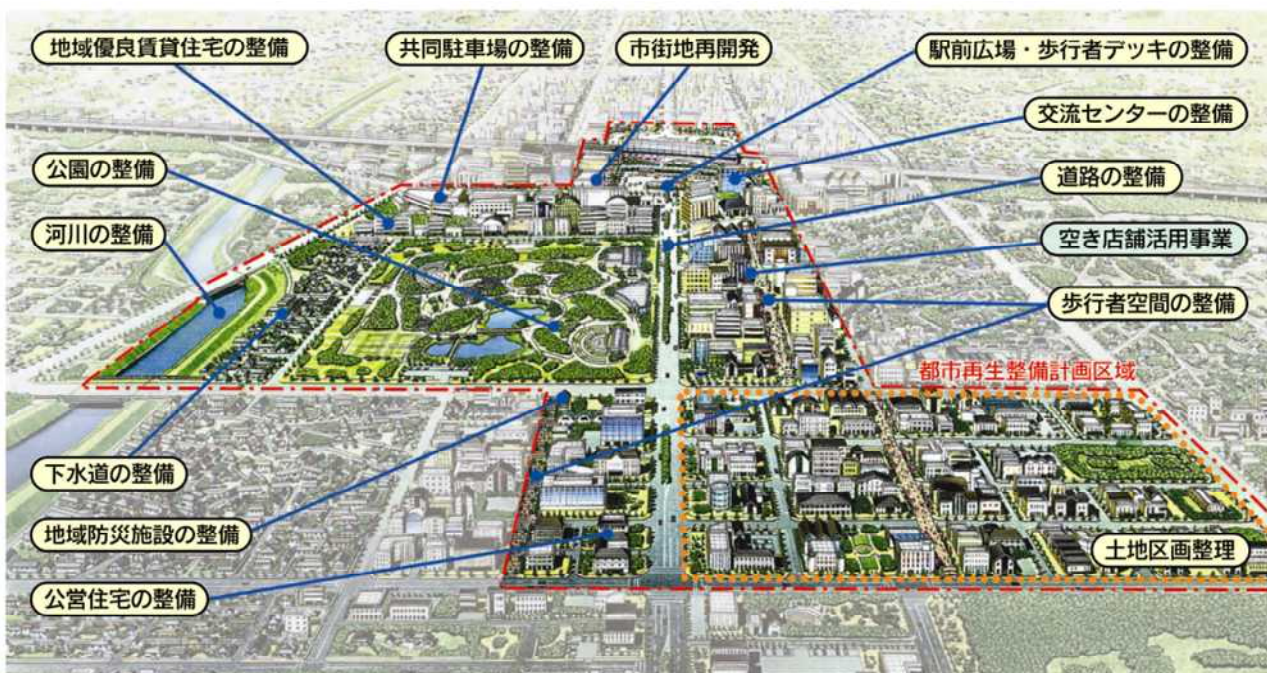 地域優良賃貸住宅の整備
共同駐車場の整備
市街地再開発
駅前広場・歩行者デッキの整備
交流センターの整備
公園の整備
道路の整備
河川の整備
空き店舗活用事業
歩行者空間の整備
都市再生整備計画区域
下水道の整備
地域防災施設の整備
土地区画整理
公営住宅の整備